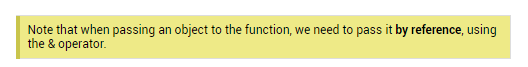 Note that when passing an object to the function, we need to pass it by reference, using
the & operator.